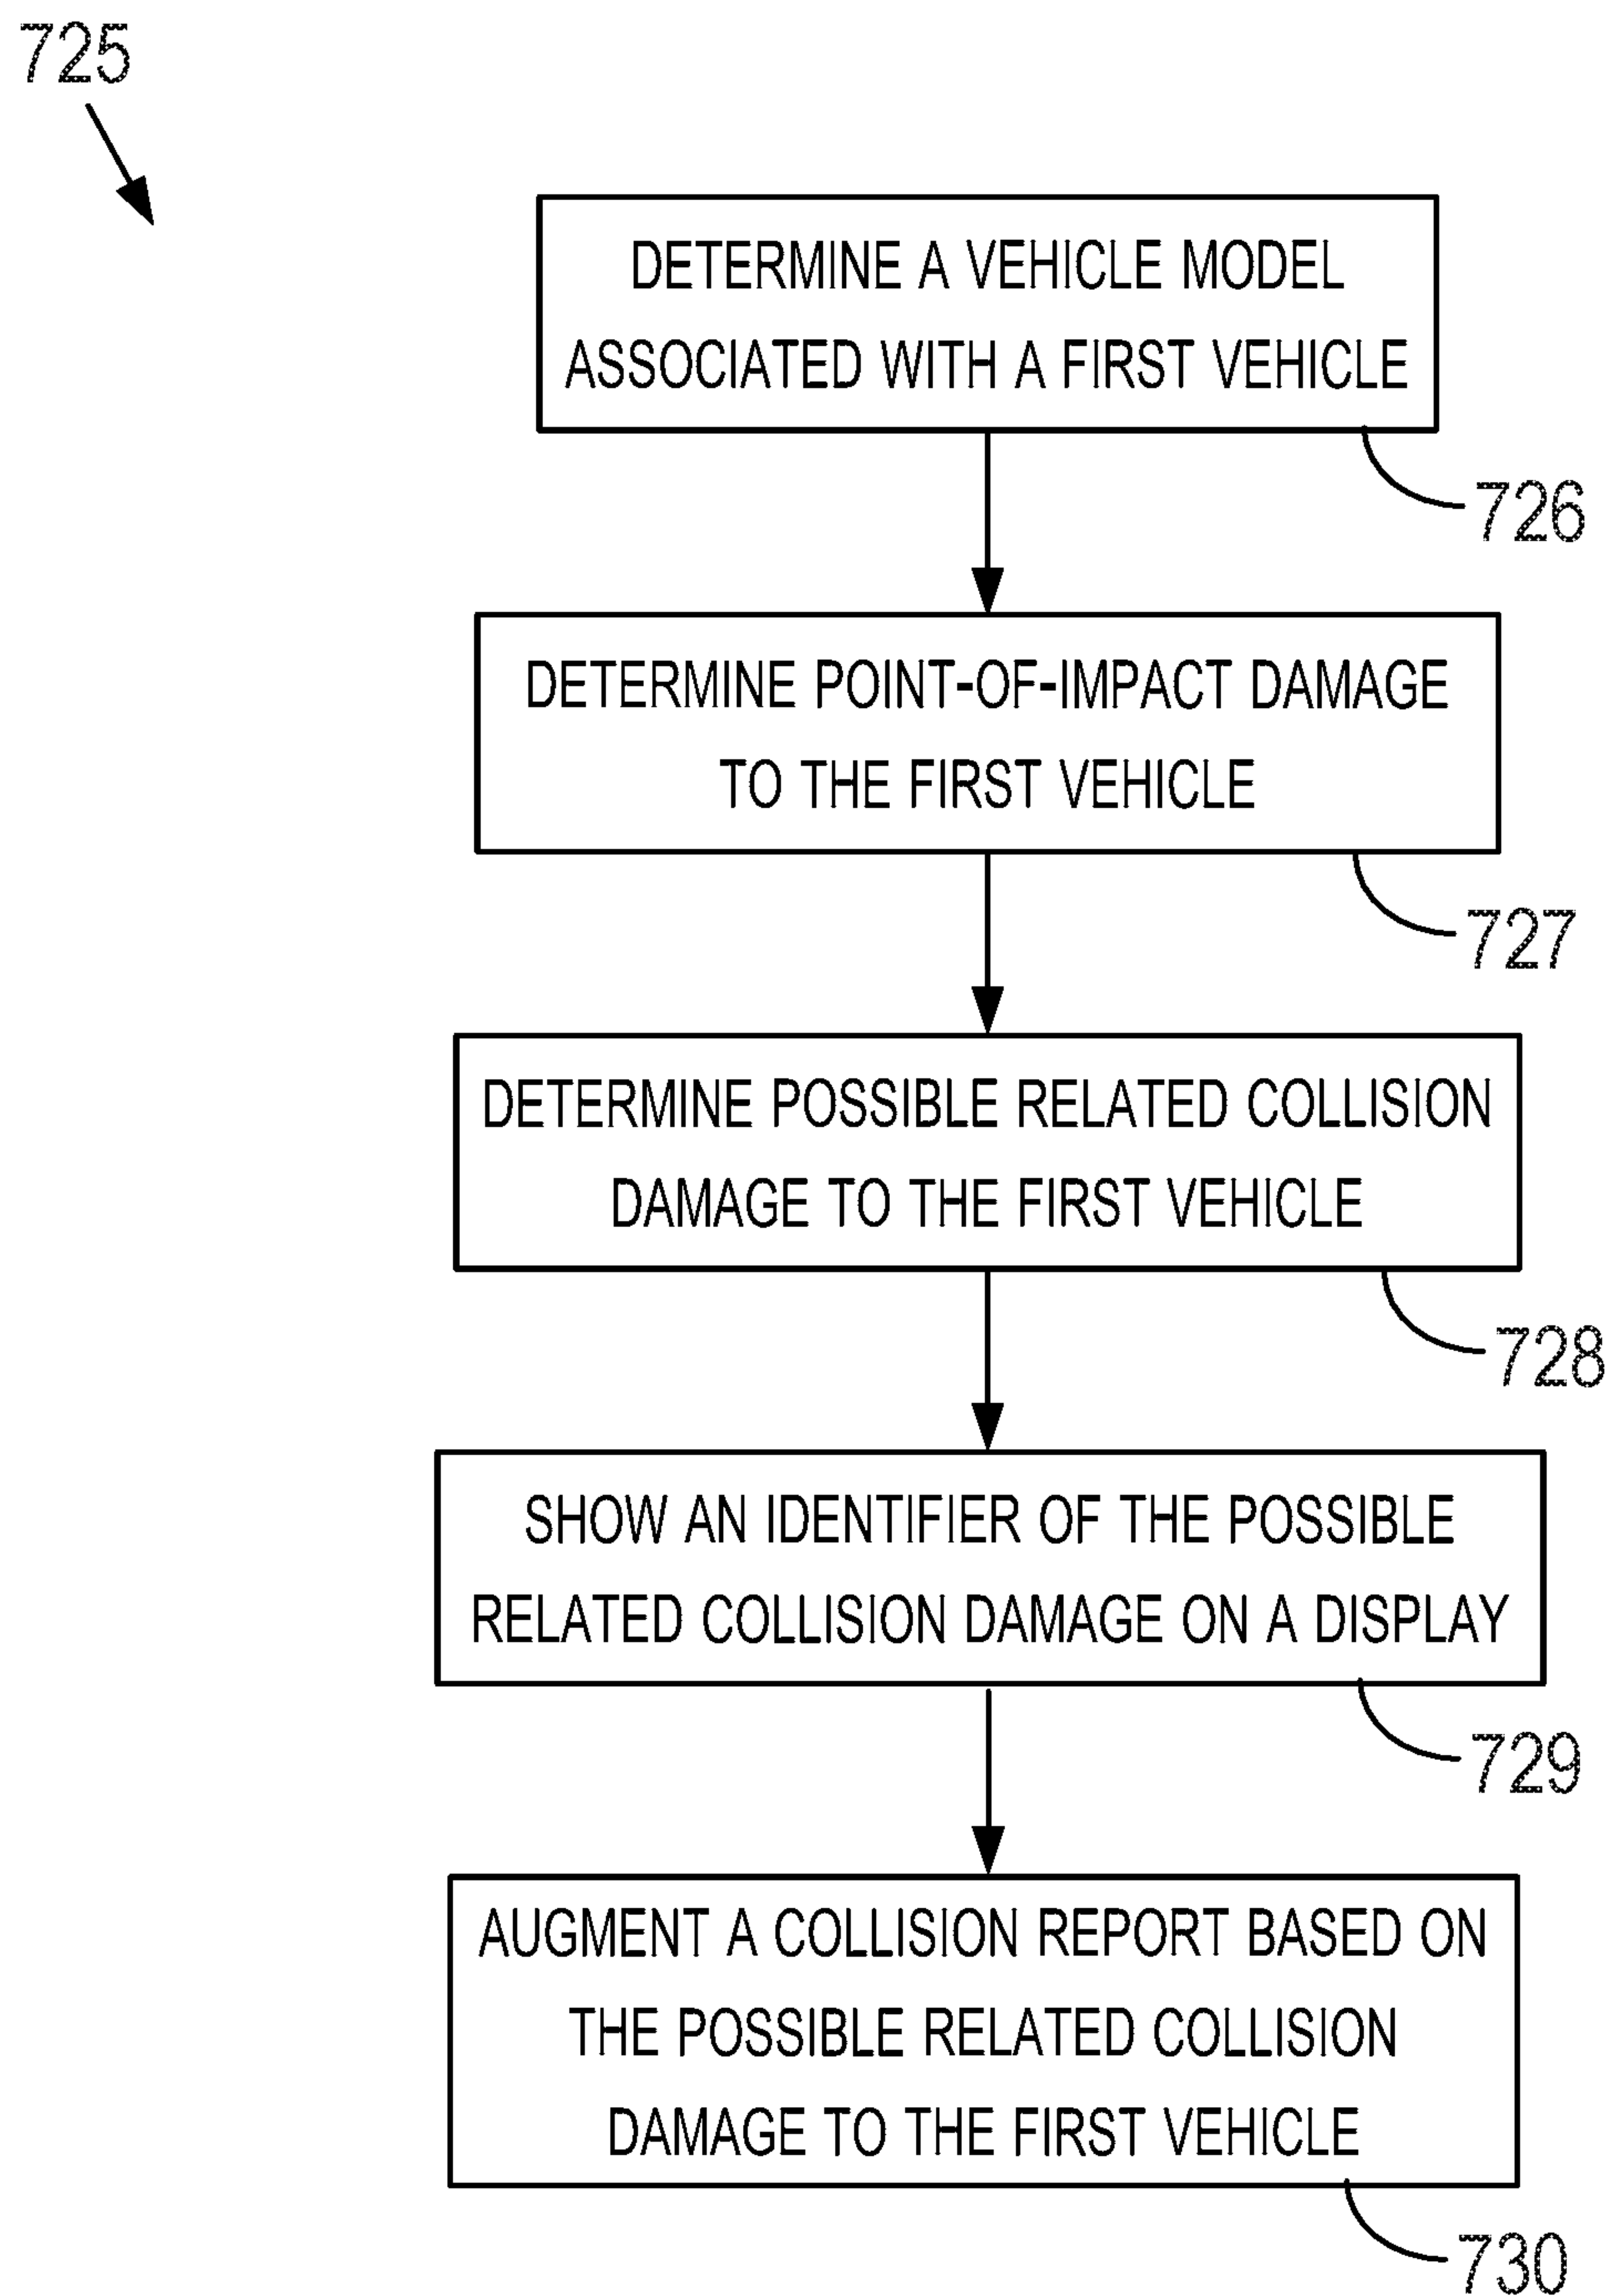 725
DETERMINE A VEHICLE MODEL
ASSOCIATED WITH A FIRST VEHICLE
726
DETERMINE POINT-OF-IMPACT DAMAGE
TO THE FIRST VEHICLE
727
DETERMINE POSSIBLE RELATED COLLISION
DAMAGE TO THE FIRST VEHICLE
728
SHOW AN IDENTIFIER OF THE POSSIBLE
RELATED COLLISION DAMAGE ON A DISPLAY
729
AUGMENT A COLLISION REPORT BASED ON
THE POSSIBLE RELATED COLLISION
DAMAGE TO THE FIRST VEHICLE
730